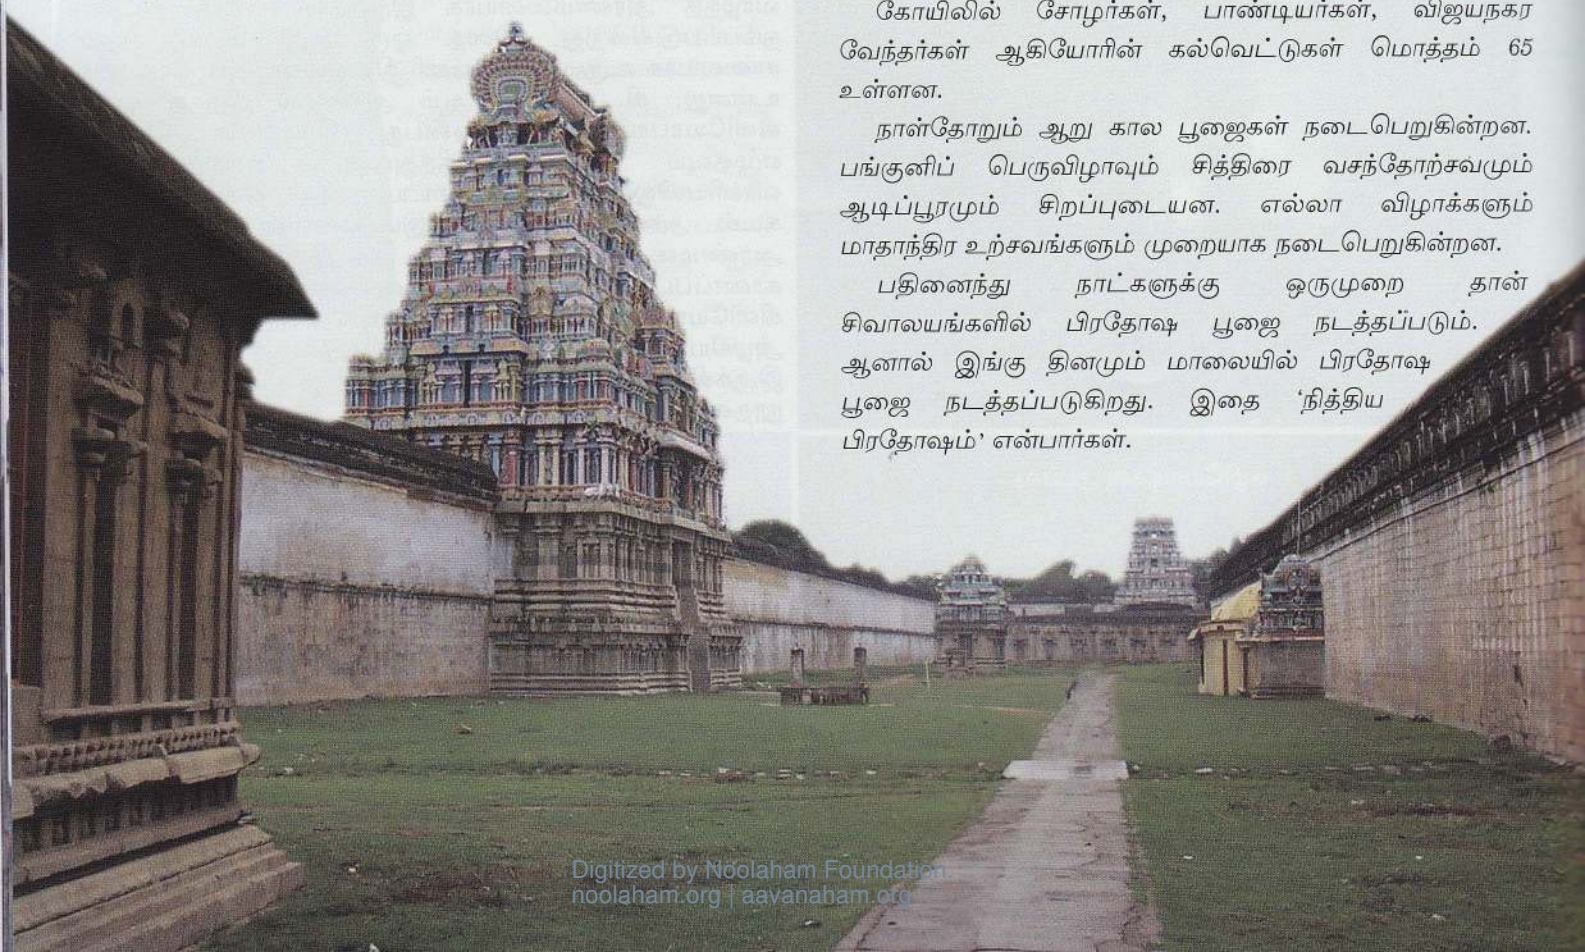 கோயிலில் சோழர்கள், பாண்டியர்கள், விஜயநகர
வேந்தர்கள் ஆகியோரின் கல்வெட்டுகள் மொத்தம் 65
உள்ளன.
நாள்தோறும் ஆறு கால பூஜைகள் நடைபெறுகின்றன.
பங்குனிப் பெருவிழாவும் சித்திரை வசந்தோற்சவமும்
ஆடிப்பூரமும் சிறப்புடையன. எல்லா விழாக்களும்
மாதாந்திர உற்சவங்களும் முறையாக நடைபெறுகின்றன.
பதினைந்து நாட்களுக்கு ஒருமுறை தான்
சிவாலயங்களில் பிரதோஷ பூஜை நடத்தப்படும்.
ஆனால் இங்கு தினமும் மாலையில் பிரதோஷ
பூஜை நடத்தப்படுகிறது. இதை ‘நித்திய
பிரதோஷம்’ என்பார்கள்.
Digitized by Noolaham Foundation.
noolaham.org | aavanaham.org